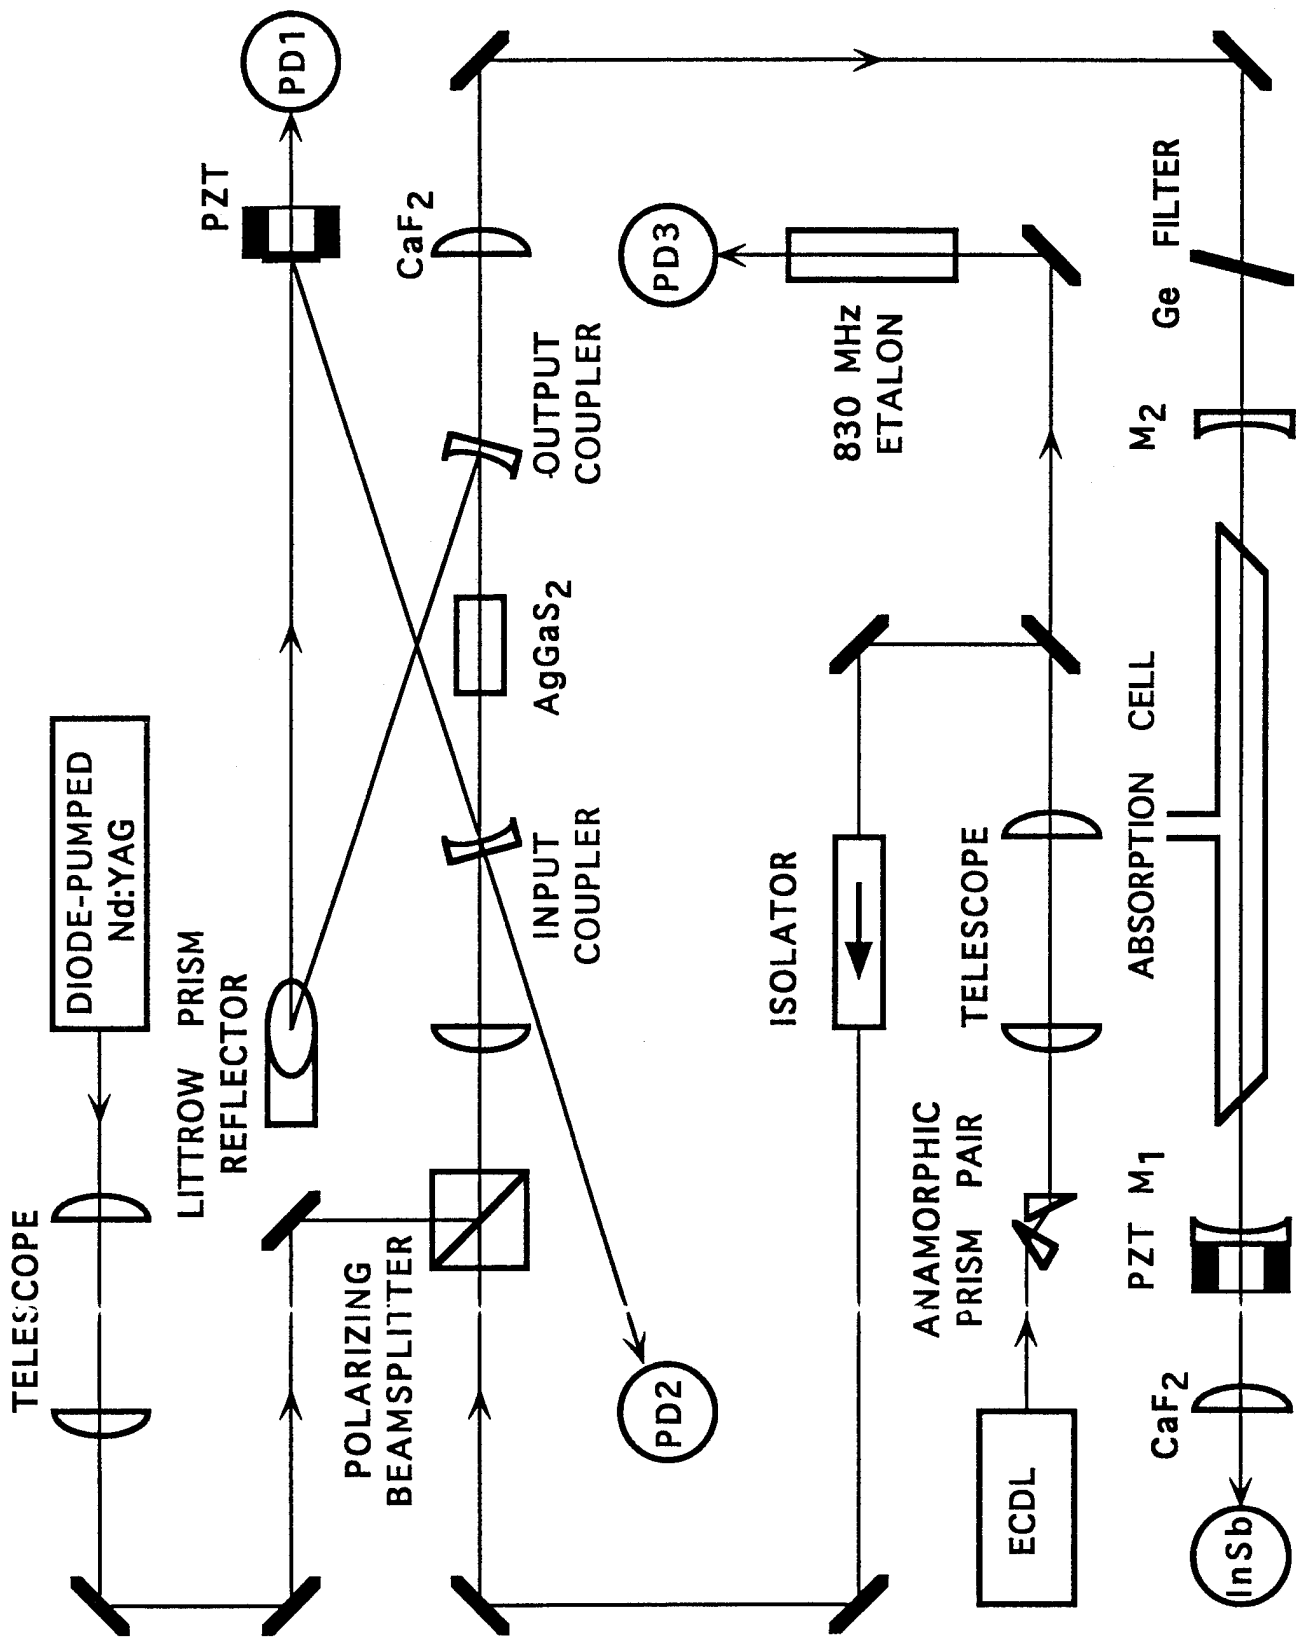 TELESCOPE
DIODE-PUMPED
Nd:YAG
LITTROW PRISM
REFLECTOR
PZT
PD1
POLARIZING
BEAMSPLITTER
INPUT
COUPLER
AgGaS2
OUTPUT
COUPLER
CaF2
PD2
ISOLATOR
PD3
830 MHz
ETALON
ECDL
ANAMORPHIC
PRISM PAIR
TELESCOPE
InSb
CaF2
PZT M1
ABSORPTION CELL
M2
Ge FILTER